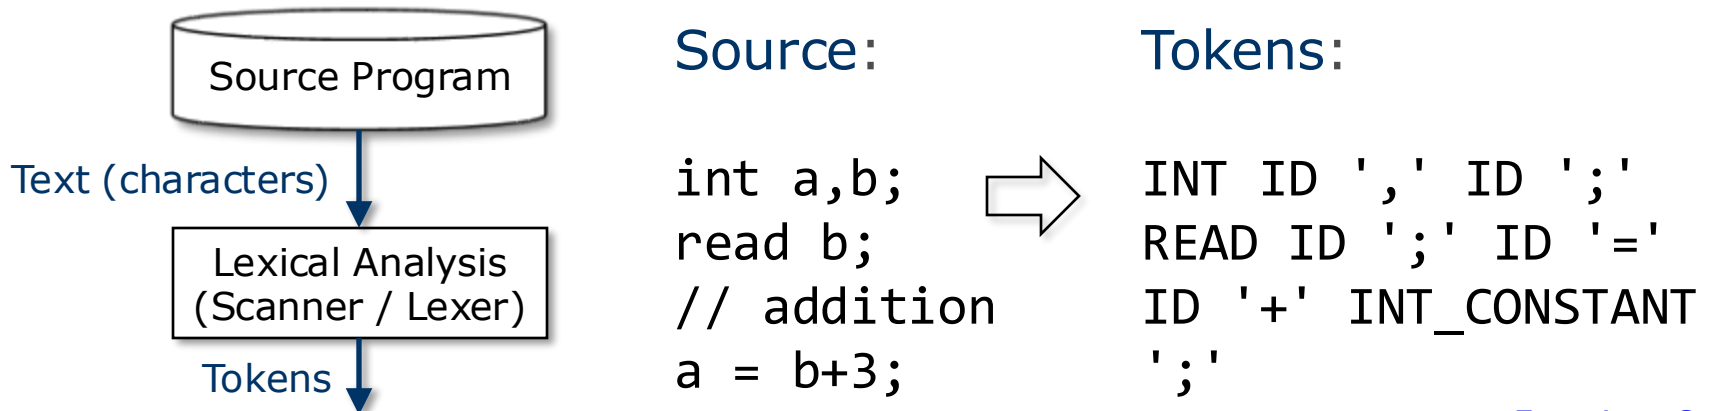 Source Program
Text (characters)
Lexical Analysis
(Scanner / Lexer)
Tokens
Source:
int a,b;
read b;
// addition
a = b+3;
Tokens:
INT ID ',' ID ';'
READ ID ';' ID '='
ID '+' INT_CONSTANT
';'